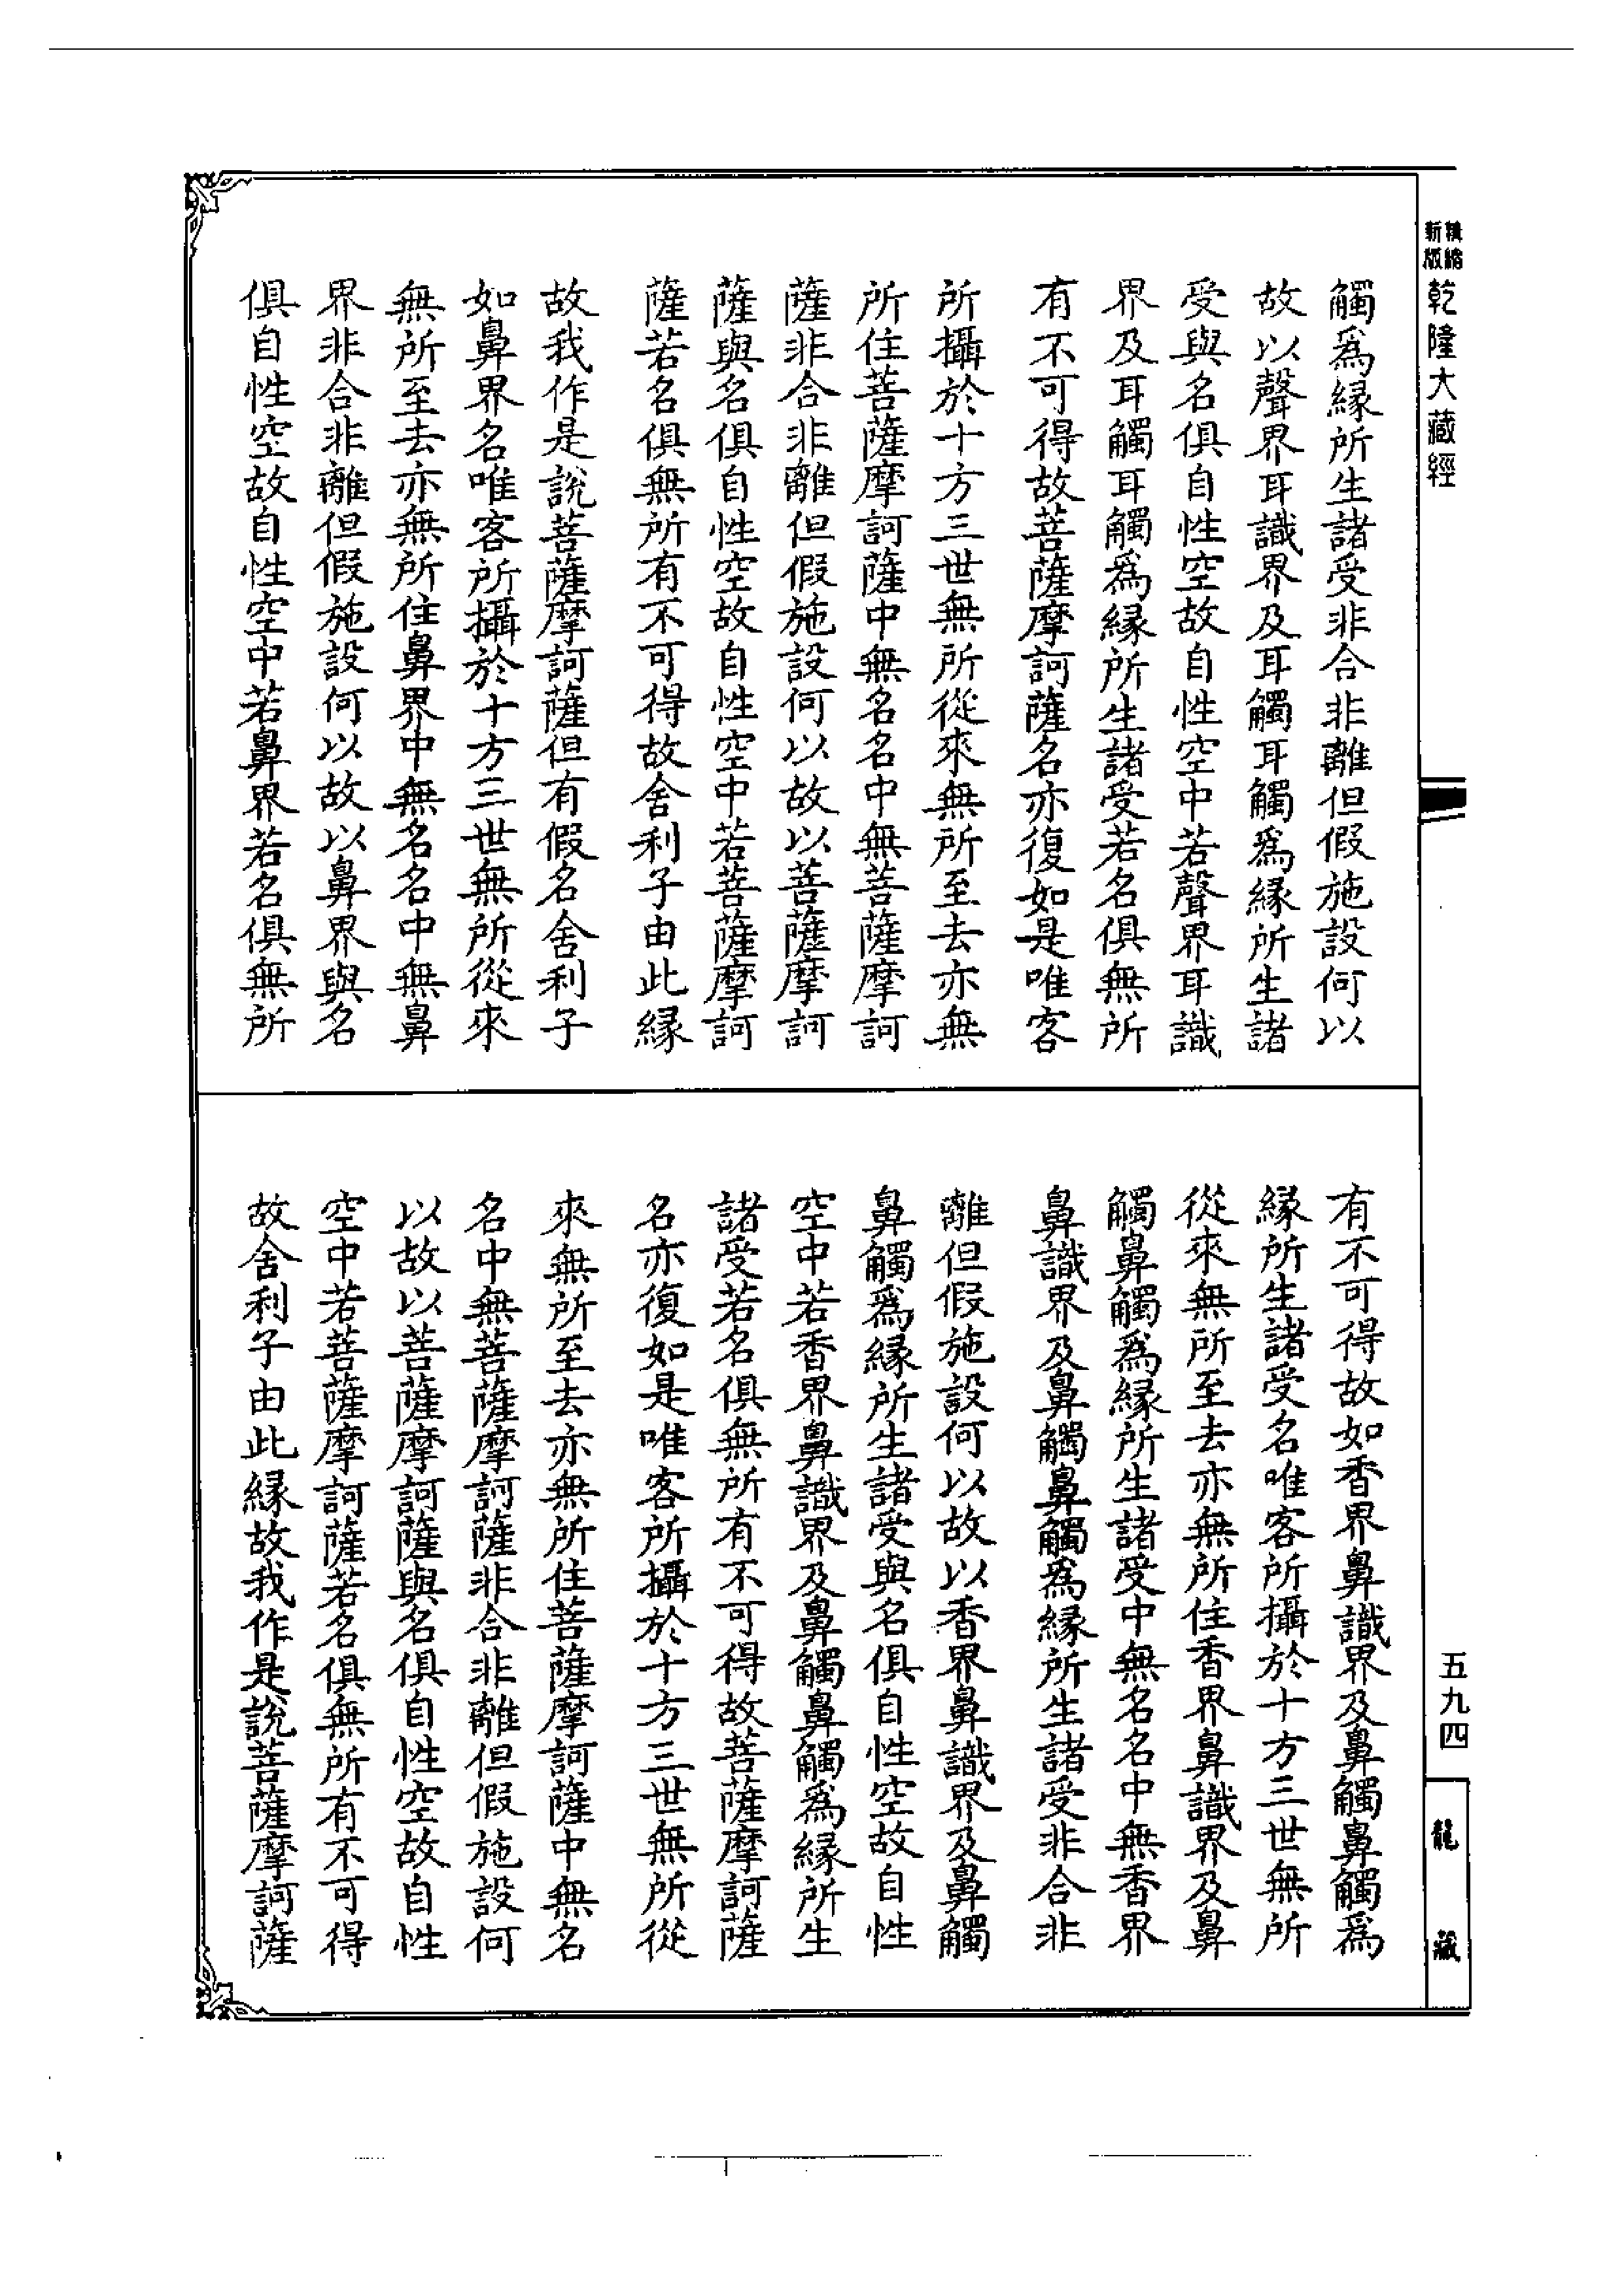 精縮新版乾隆大藏經
觸爲緣所生諸受非合非離但假施設何以
故以聲界耳識界及耳觸耳觸爲緣所生諸
受與名俱自性空故自性空中若聲界耳識
界及耳觸耳觸爲緣所生諸受若名俱無所
有不可得故菩薩摩訶薩名亦復如是唯客
所攝於十方三世無所從來無所至去亦無
所住菩薩摩訶薩中無名名中無菩薩摩訶
薩非合非離但假施設何以故以菩薩摩訶
薩與名俱自性空故自性空中若菩薩摩訶
薩若名俱無所有不可得故舍利子由此緣
故我作是說菩薩摩訶薩但有假名舍利子
如鼻界名唯客所攝於十方三世無所從來
無所至去亦無所住鼻界中無名名中無鼻
界非合非離但假施設何以故以鼻界與名
俱自性空故自性空中若鼻界若名俱無所
有不可得故如香界鼻識界及鼻觸鼻觸爲
緣所生諸受名唯客所攝於十方三世無所
從來無所至去亦無所住香界鼻識界及鼻
觸鼻觸爲緣所生諸受中無名名中無香界
鼻識界及鼻觸鼻觸爲緣所生諸受非合非
離但假施設何以故以香界鼻識界及鼻觸
鼻觸爲緣所生諸受與名俱自性空故自性
空中若香界鼻識界及鼻觸鼻觸爲緣所生
諸受若名俱無所有不可得故菩薩摩訶薩
名亦復如是唯客所攝於十方三世無所從
來無所至去亦無所住菩薩摩訶薩中無名
名中無菩薩摩訶薩非合非離但假施設何
以故以菩薩摩訶薩與名俱自性空故自性
空中若菩薩摩訶薩若名俱無所有不可得
故舍利子由此緣故我作是說菩薩摩訶薩
五九四
龍藏